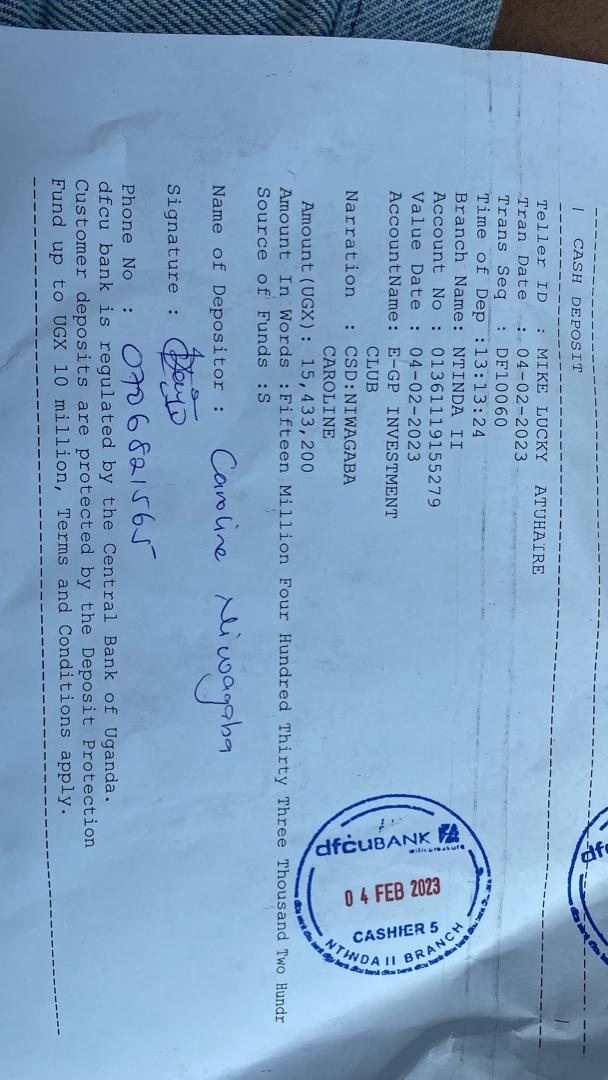 | CASH DEPOSIT |
Teller ID : MIKE LUCKY ATUHAIRE
Tran Date : 04-02-2023
Trans Seq : DF10060
Time of Dep :13:13:24
Branch Name: NTINDA II
Account No : 01361119155279
Value Date : 04-02-2023
AccountName: E-GP INVESTMENT
CLUB
Narration : CSD:NIWAGABA
CAROLINE
Amount (UGX) : 15,433,200
Amount In Words :Fifteen Million Four Hundred Thirty Three Thousand Two Hundr
Source of Funds :S
Name of Depositor : Caroline Niwagaba
Signature :
Phone No : 0706821565
dfcu bank is regulated by the Central Bank of Uganda.
Customer deposits are protected by the Deposit Protection
Fund up to UGX 10 million, Terms and Conditions apply.
dfcu BANK
04 FEB 2023
CASHIER 5
NTINDA II BRANCH